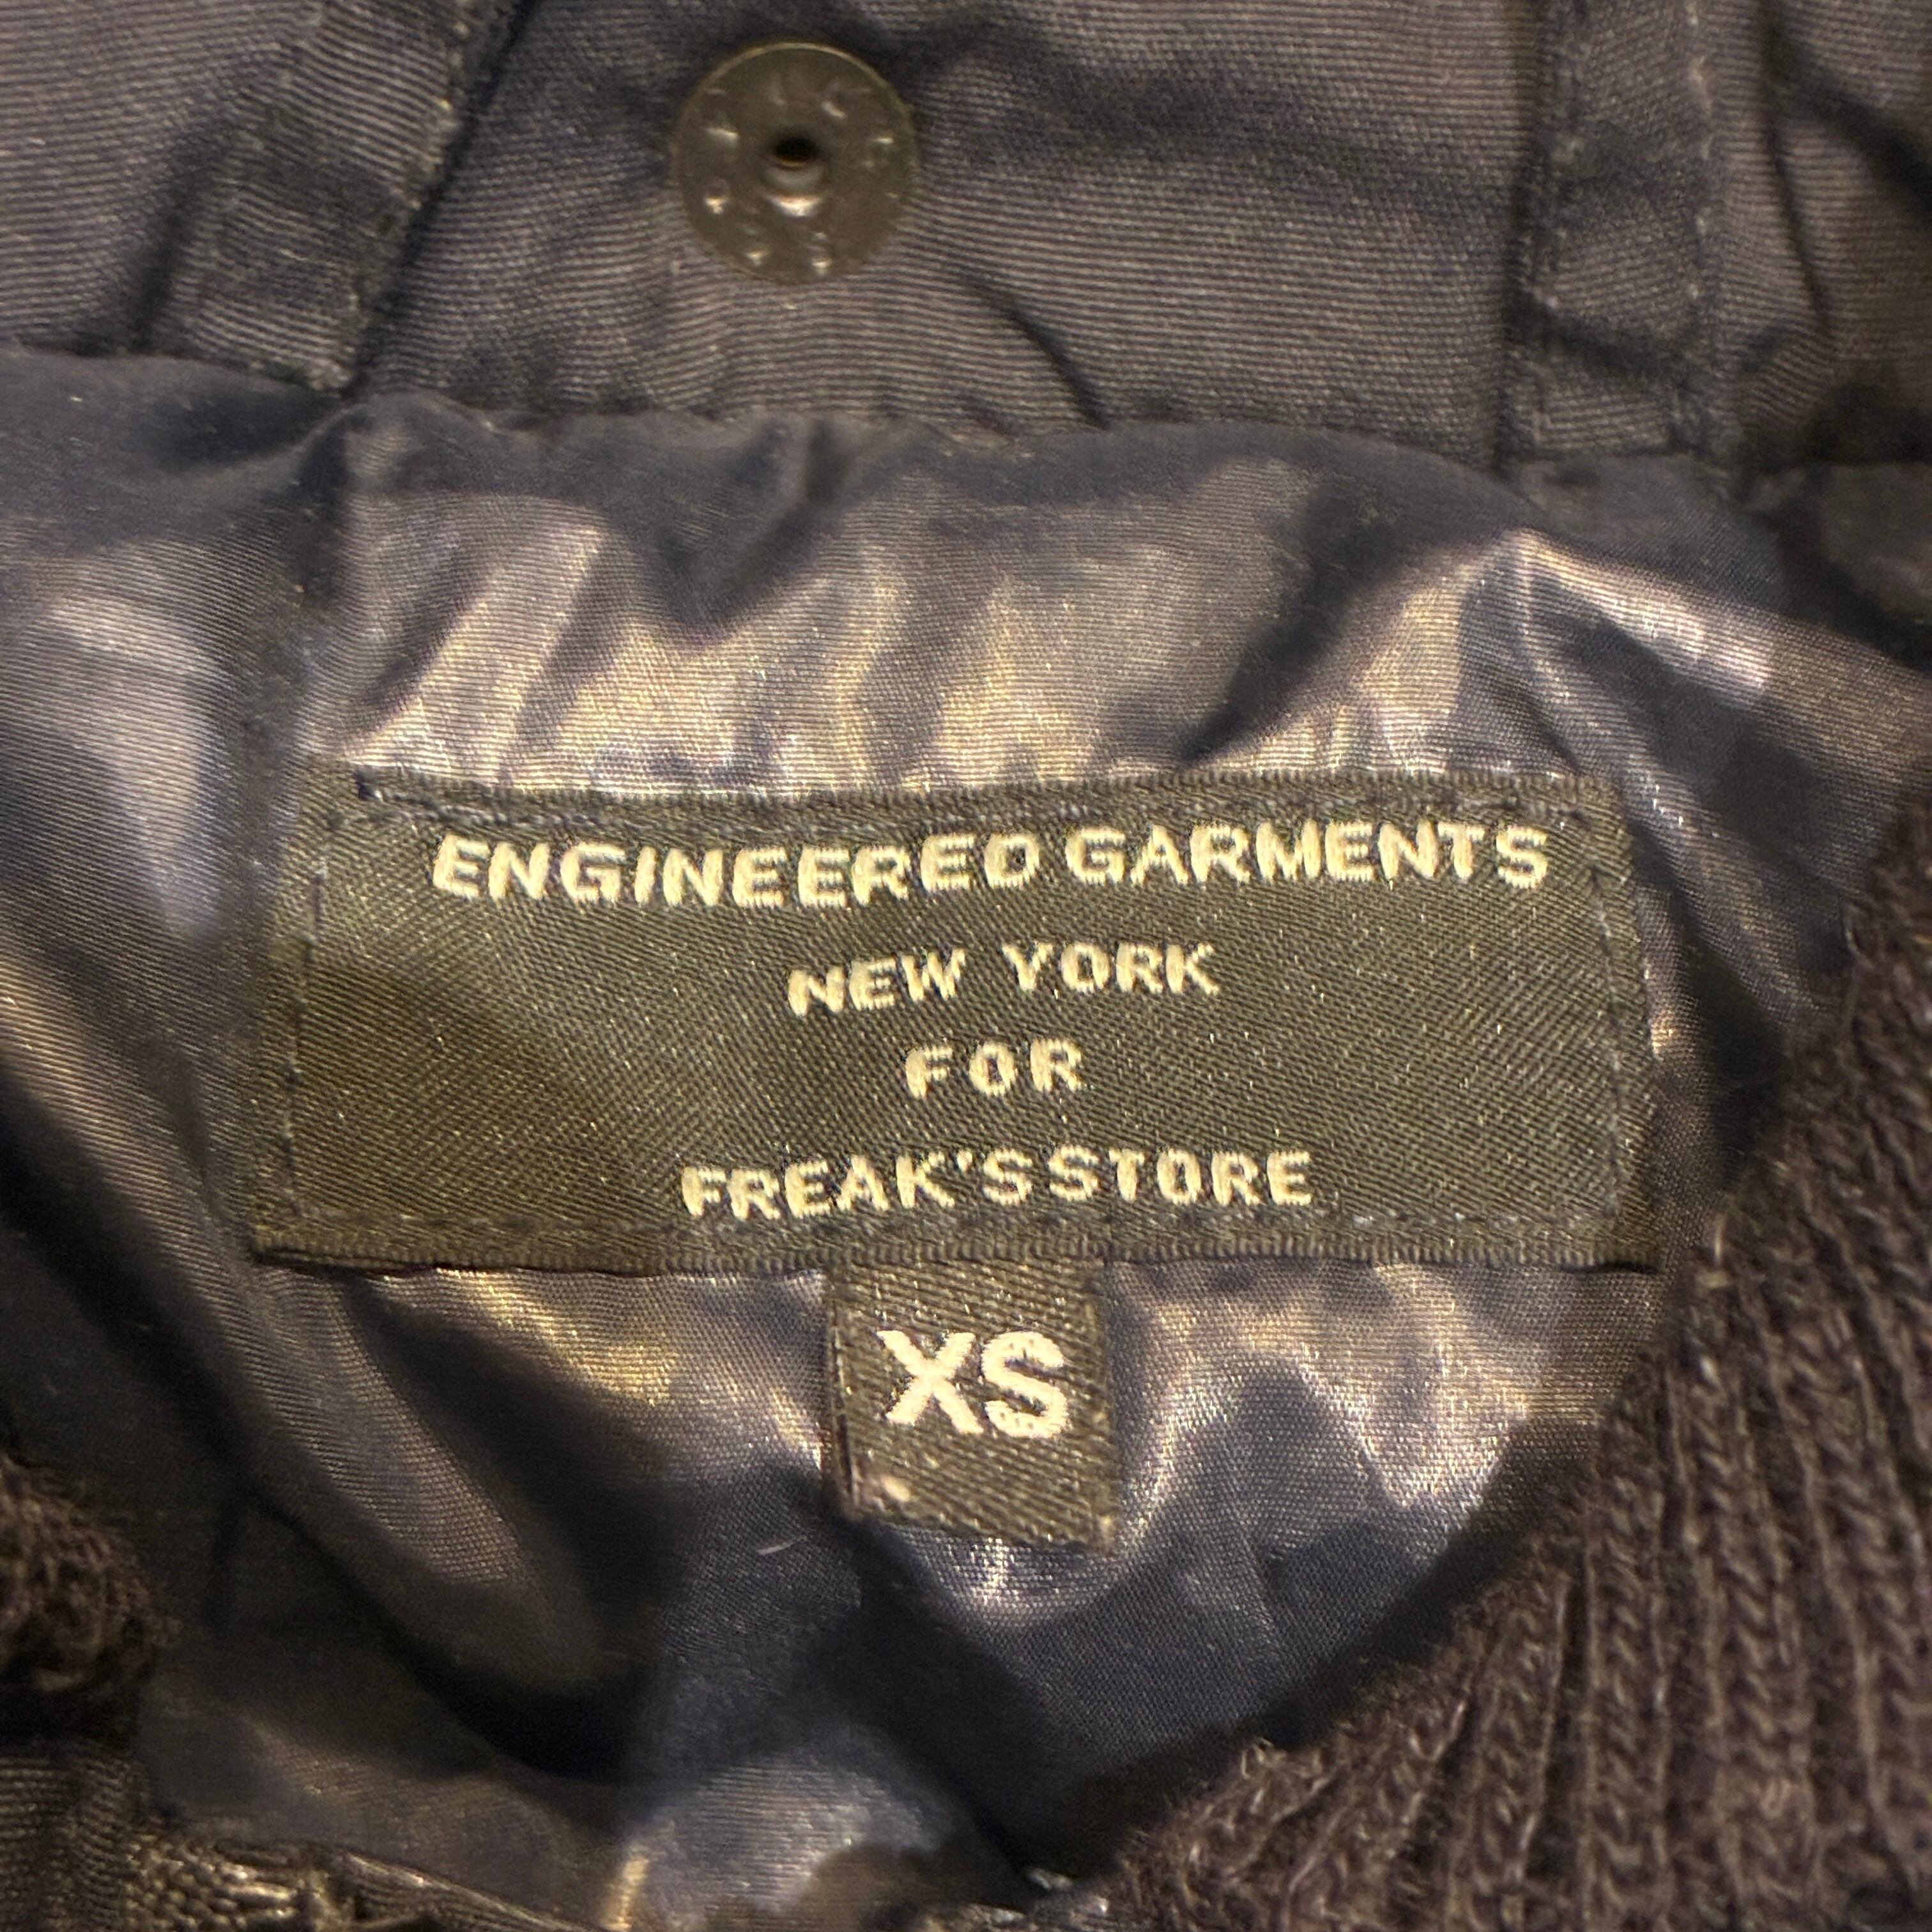 ENGINEERED GARMENTS
NEW YORK
FOR
FREAK'S STORE
XS